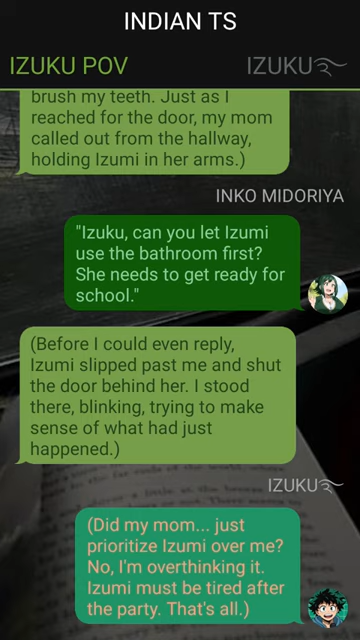 INDIAN TS
IZUKU POV
IZUKU
brush my teeth. Just as I
reached for the door, my mom
called out from the hallway,
holding Izumi in her arms.)
INKO MIDORIYA
"Izuku, can you let Izumi
use the bathroom first?
She needs to get ready for
school."
(Before I could even reply,
Izumi slipped past me and shut
the door behind her. I stood
there, blinking, trying to make
sense of what had just
happened.)
IZUKU
(Did my mom... just
prioritize Izumi over me?
No, I'm overthinking it.
Izumi must be tired after
the party. That's all.)